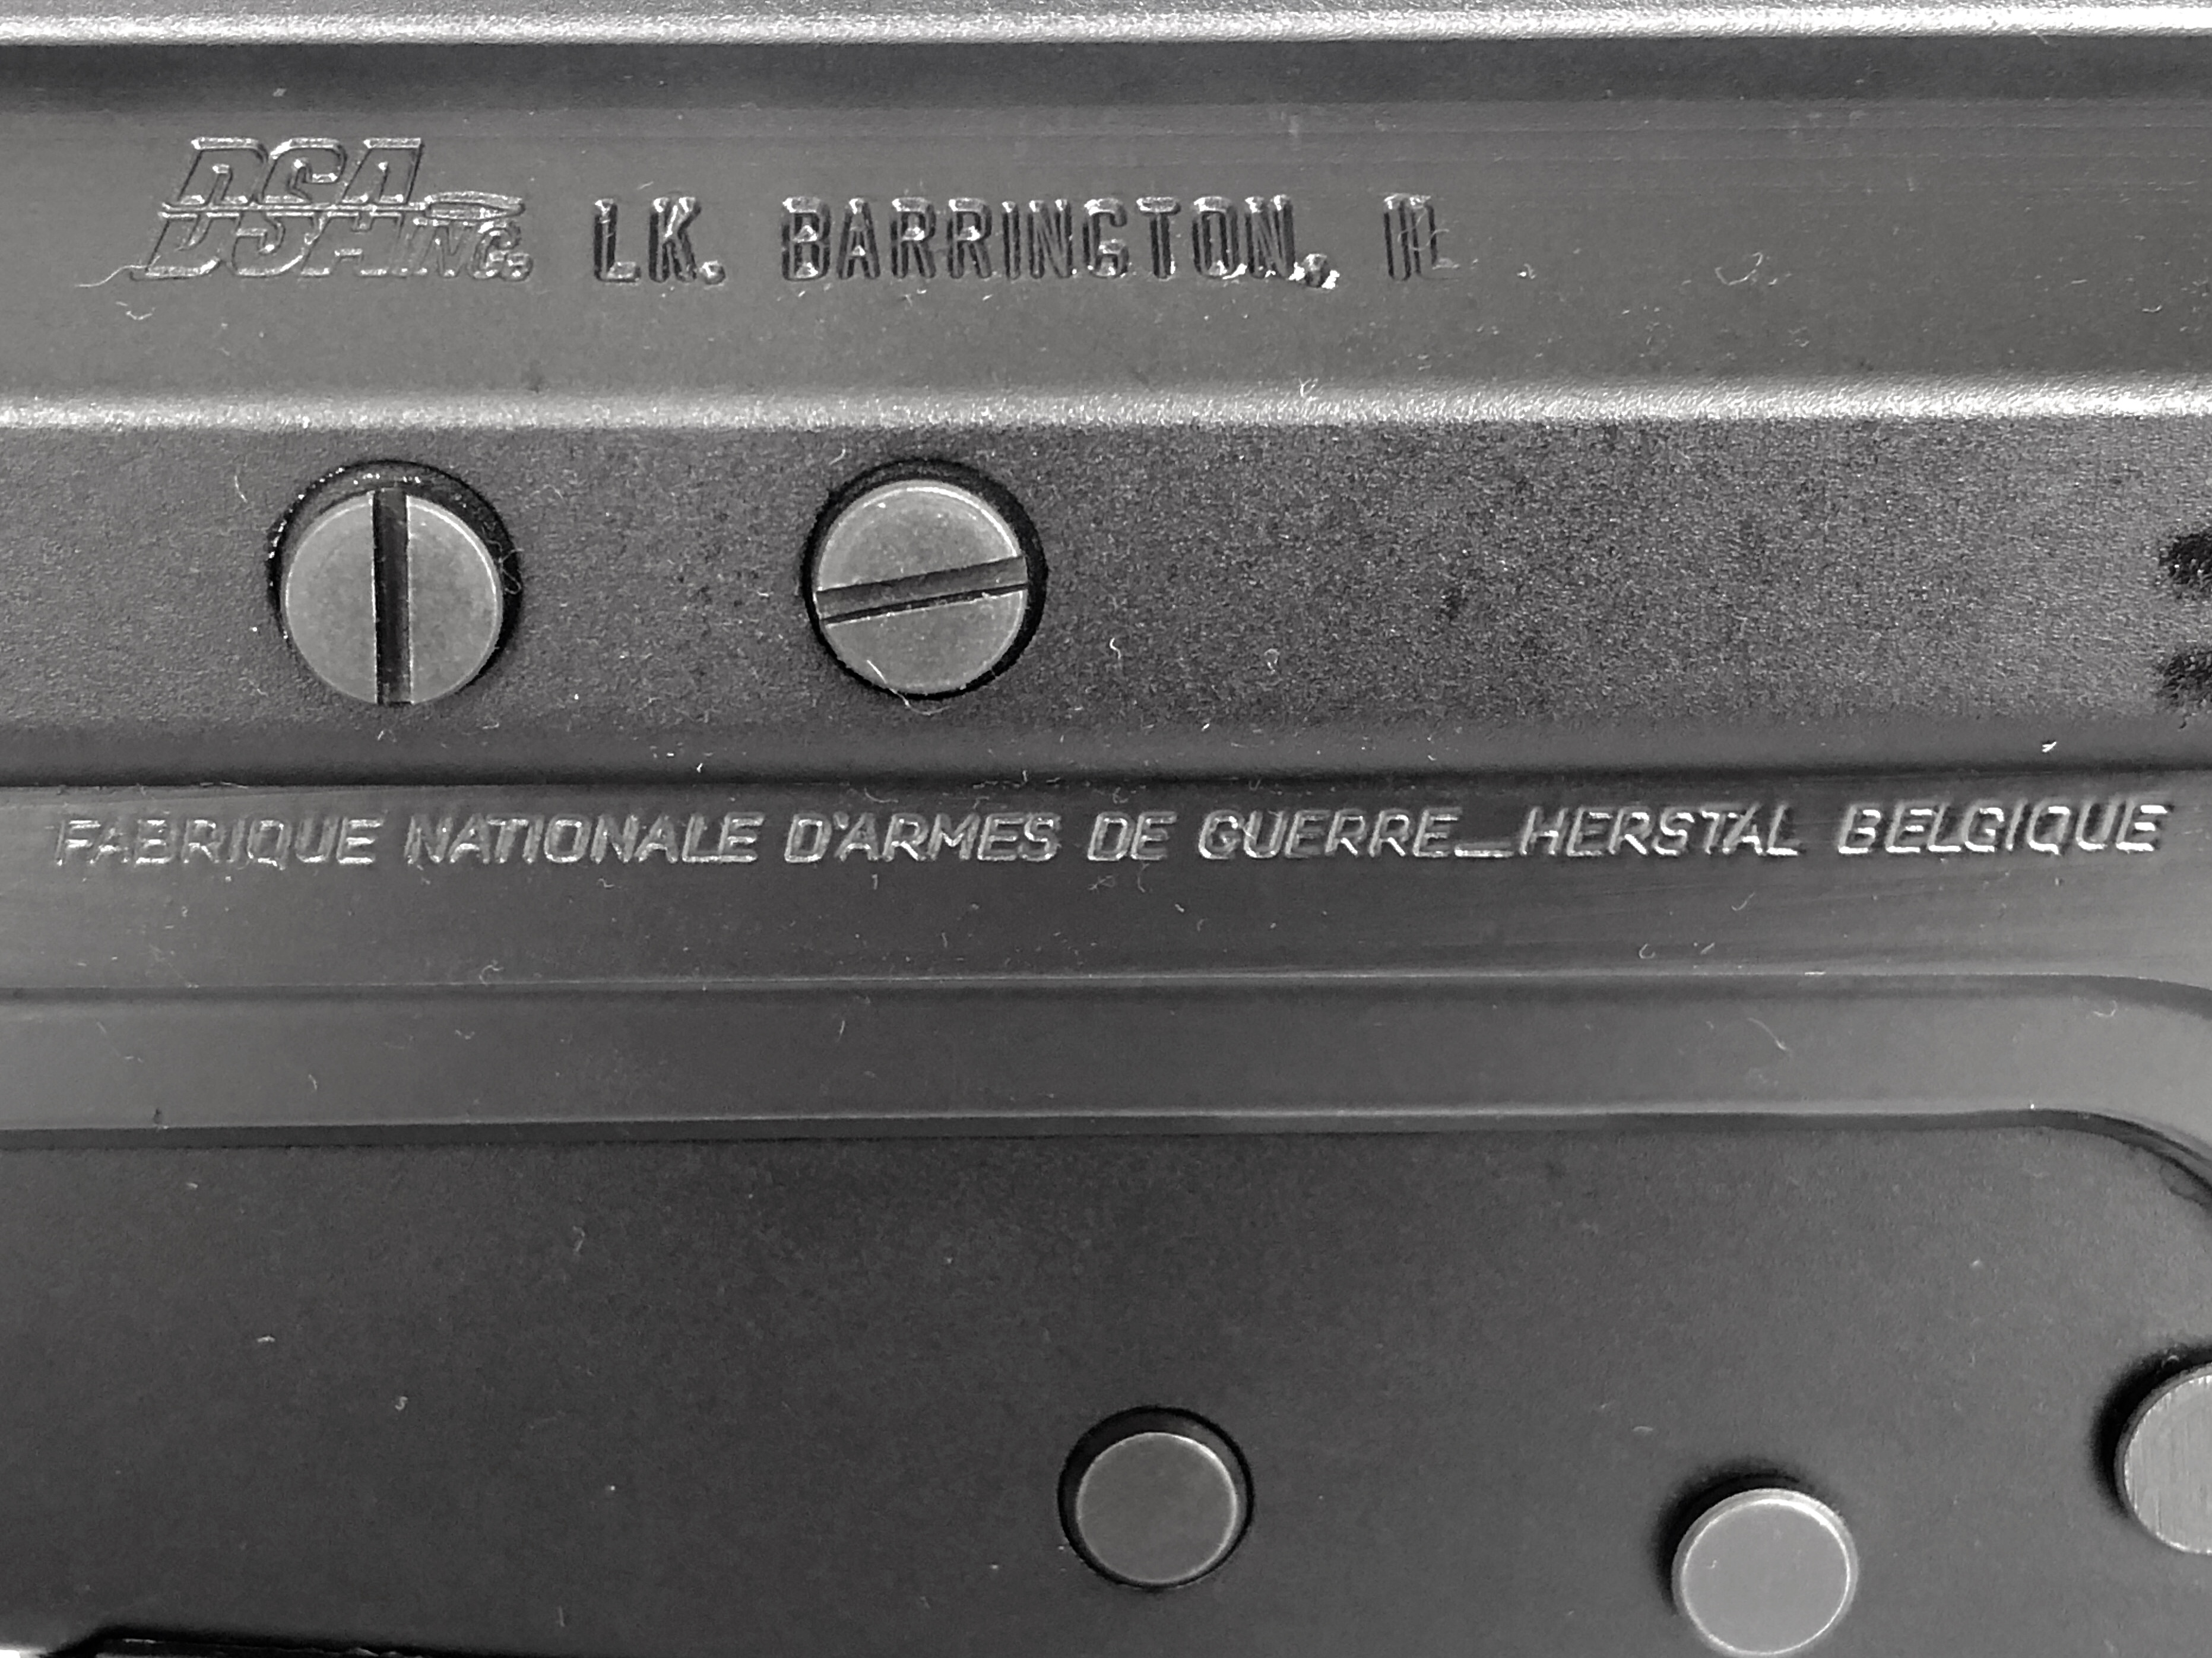 DSA INC. LK. BARRINGTON, IL
FABRIQUE NATIONALE D'ARMES DE GUERRE_HERSTAL BELGIQUE